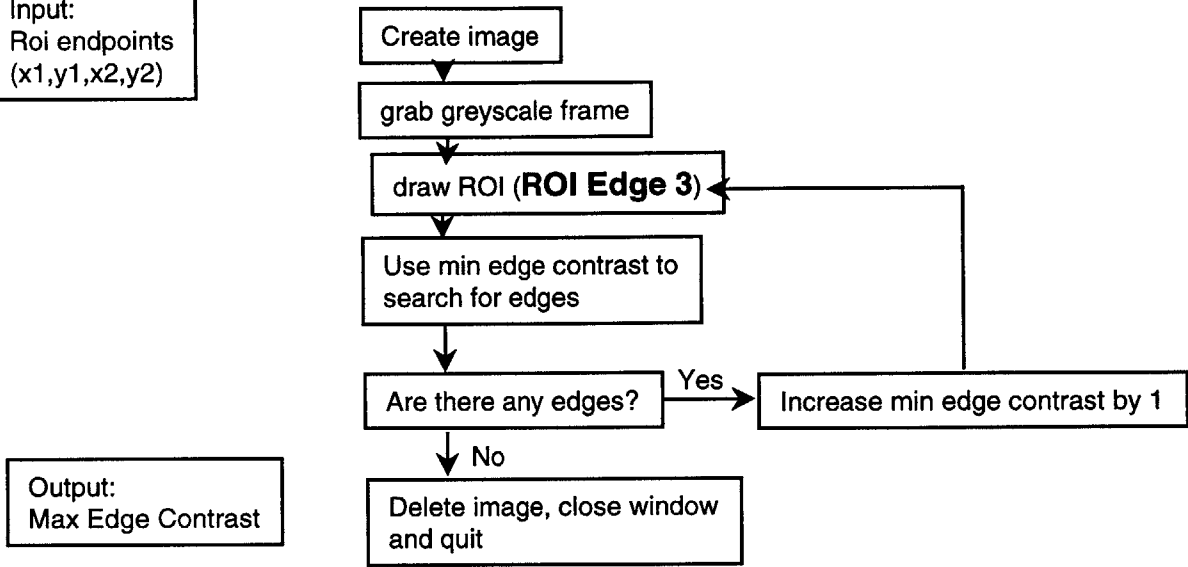 Input:
Roi endpoints
(x1,y1,x2,y2)
Create image
grab greyscale frame
draw ROI (ROI Edge 3)
Use min edge contrast to
search for edges
Are there any edges?
Yes
Increase min edge contrast by 1
No
Output:
Max Edge Contrast
Delete image, close window
and quit